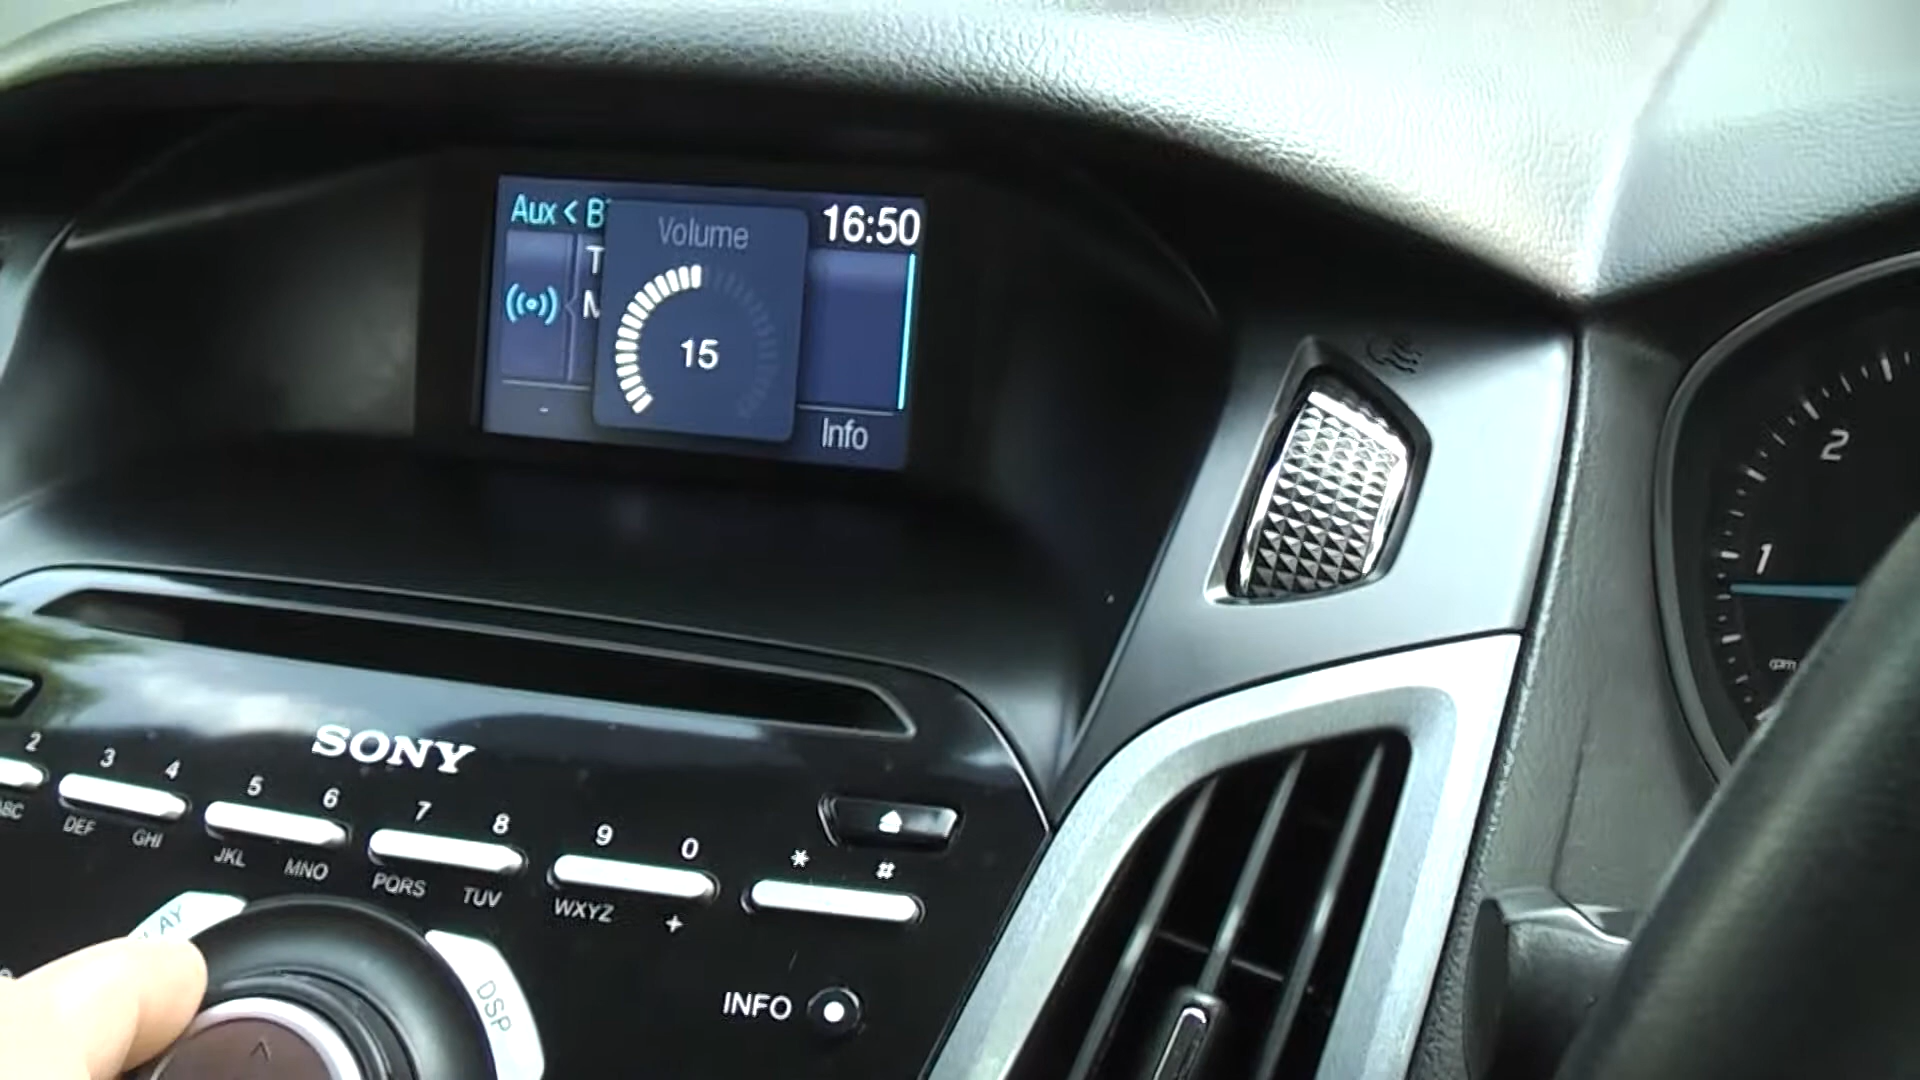 Aux < B
Volume
16:50
T
M
15
Info
2
1
rpm
SONY
2 3 4 5 6 7 8 9 0 * #
ABC DEF GHI JKL MNO PQRS TUV WXYZ +
LAY
DSP
INFO